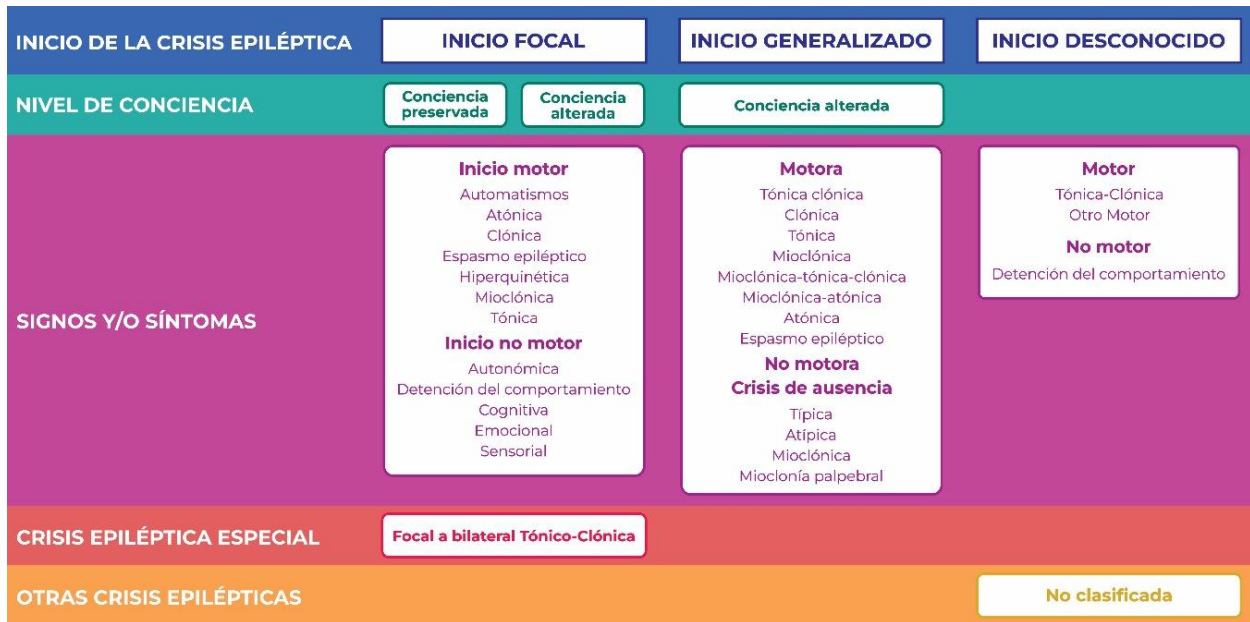 INICIO DE LA CRISIS EPILÉPTICA
INICIO FOCAL
INICIO GENERALIZADO
INICIO DESCONOCIDO
NIVEL DE CONCIENCIA
Conciencia
preservada
Conciencia
alterada
Conciencia alterada
SIGNOS Y/O SÍNTOMAS
Inicio motor
Automatismos
Atónica
Clónica
Espasmo epiléptico
Hiperquinética
Mioclónica
Tónica
Inicio no motor
Autonómica
Detención del comportamiento
Cognitiva
Emocional
Sensorial
Motora
Tónica clónica
Clónica
Tónica
Mioclónica
Mioclónica-tónica-clónica
Mioclónica-atónica
Atónica
Espasmo epiléptico
No motora
Crisis de ausencia
Típica
Atípica
Mioclónica
Mioclonía palpebral
Motor
Tónica-Clónica
Otro Motor
No motor
Detención del comportamiento
CRISIS EPILÉPTICA ESPECIAL
Focal a bilateral Tónico-Clónica
OTRAS CRISIS EPILÉPTICAS
No clasificada